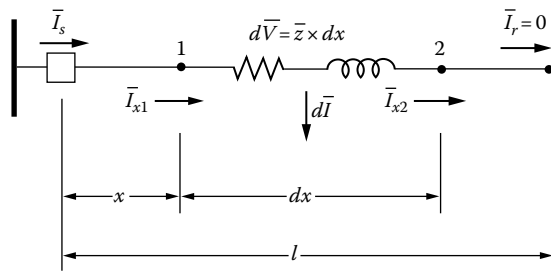 I̅s
1
dV̅ = z̅ × dx
2
I̅r = 0
I̅x1
dI̅
I̅x2
x
dx
l